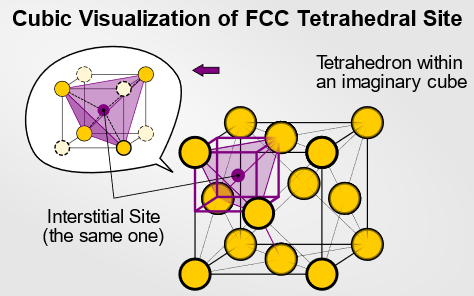 Cubic Visualization of FCC Tetrahedral Site
Tetrahedron within
an imaginary cube
Interstitial Site
(the same one)